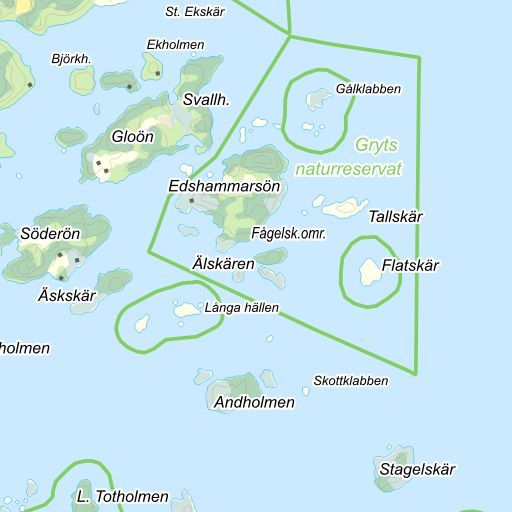 St. Ekskär
Ekholmen
Björkh.
Svallh.
Gålklabben
Gloön
Gryts
naturreservat
Edshammarsön
Tallskär
Söderön
Fågelsk.omr.
Älskären
Flatskär
Äskskär
Långa hällen
holmen
Skottklabben
Andholmen
Stagelskär
L. Totholmen